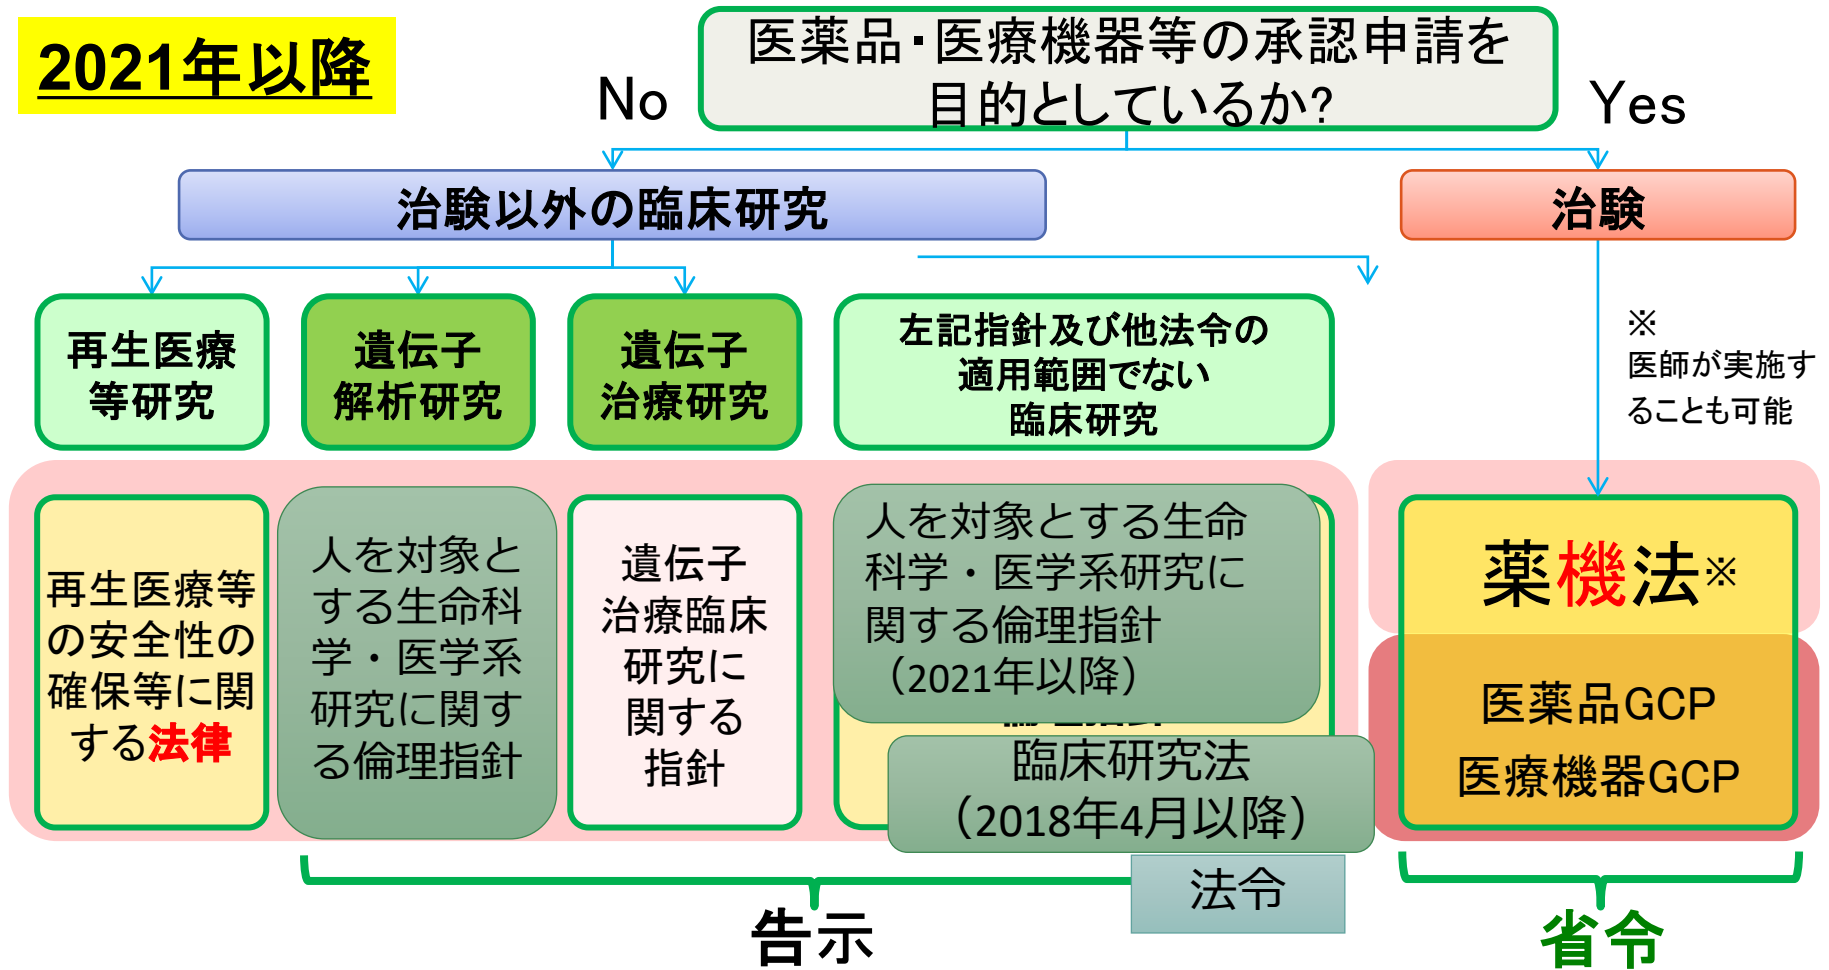 2021年以降
医薬品・医療機器等の承認申請を
目的としているか?
No
Yes
治験以外の臨床研究
治験
再生医療
等研究
遺伝子
解析研究
遺伝子
治療研究
左記指針及び他法令の
適用範囲でない
臨床研究
※
医師が実施す
ることも可能
再生医療等
の安全性の
確保等に関
する法律
人を対象と
する生命科
学・医学系
研究に関す
る倫理指針
遺伝子
治療臨床
研究に
関する
指針
人を対象とする生命
科学・医学系研究に
関する倫理指針
（2021年以降）
臨床研究法
（2018年4月以降）
薬機法※
医薬品GCP
医療機器GCP
法令
告示
省令